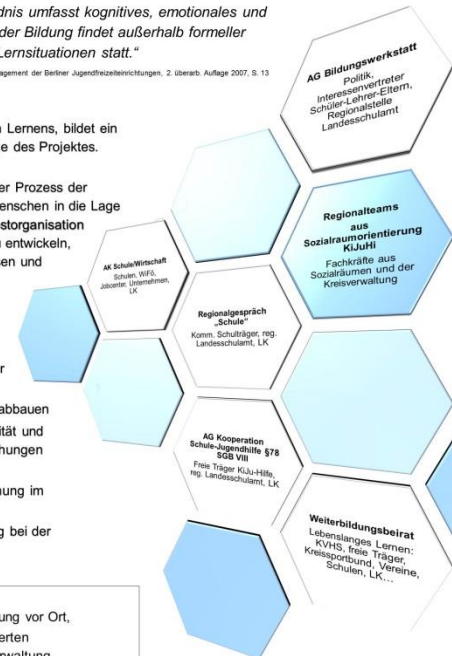 dnis umfasst kognitives, emotionales und
der Bildung findet außerhalb formeller
Lernsituationen statt.“
agement der Berliner Jugendfreizeiteinrichtungen, 2. überarb. Auflage 2007, S. 13
Lernens, bildet ein
e des Projektes.
er Prozess der
enschen in die Lage
storganisation
u entwickeln,
sen und
r
abbauen
ität und
hungen
nung im
g bei der
ung vor Ort,
erten
rwaltung
AG Bildungswerkstatt
Politik,
Interessenvertreter
Schüler-Lehrer-Eltern,
Regionalstelle
Landesschulamt
Regionalteams
aus
Sozialraumorientierung
KiJuHi
Fachkräfte aus
Sozialräumen und der
Kreisverwaltung
AK Schule/Wirtschaft
Schulen, WiFö,
Jobcenter, Unternehmen,
LK
Regionalgespräch
„Schule“
Komm. Schulträger, reg.
Landesschulamt, LK
AG Kooperation
Schule-Jugendhilfe §78
SGB VIII
Freie Träger KiJu-Hilfe,
reg. Landesschulamt, LK
Weiterbildungsbeirat
Lebenslanges Lernen:
KVHS, freie Träger,
Kreissportbund, Vereine,
Schulen, LK...